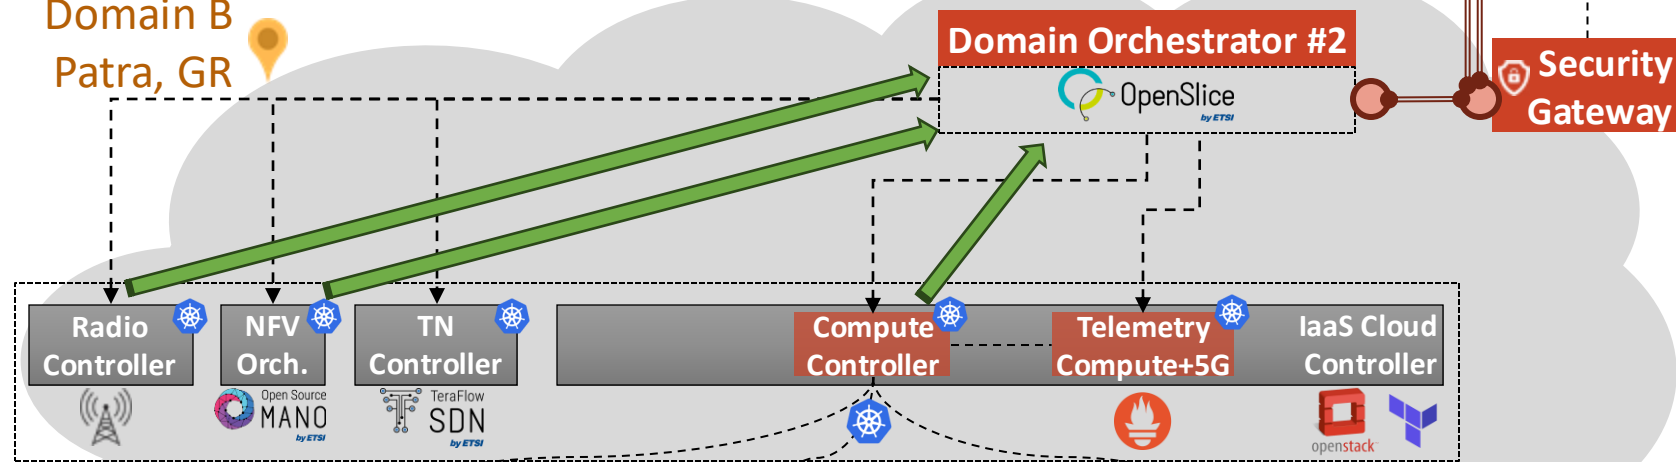 Domain B
Patra, GR
Domain Orchestrator #2
OpenSlice
by ETSI
Security
Gateway
Radio
Controller
NFV
Orch.
TN
Controller
Compute
Controller
Telemetry
Compute+5G
IaaS Cloud
Controller
Open Source
MANO
by ETSI
TeraFlow
SDN
by ETSI
openstack